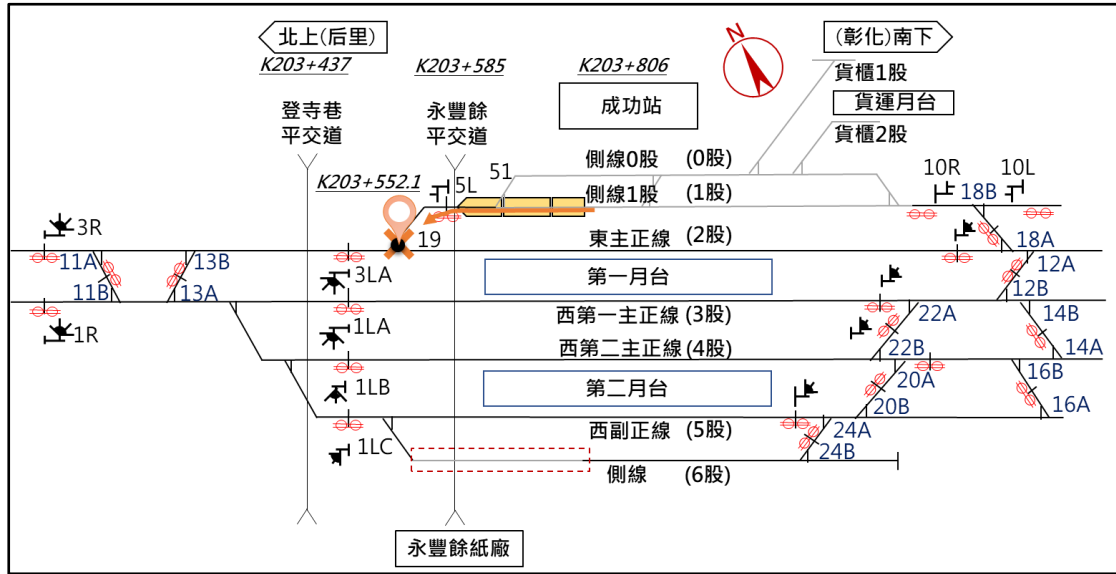 北上(后里)
(彰化)南下
N
K203+437
K203+585
K203+806
貨櫃1股
登寺巷
平交道
永豐餘
平交道
成功站
貨運月台
貨櫃2股
側線0股 (0股)
K203+552.1
51
5L
側線1股 (1股)
10R
10L
18B
3R
19
東主正線 (2股)
18A
11A
13B
12A
3LA
第一月台
11B
13A
12B
1R
1LA
西第一主正線 (3股)
22A
14B
西第二主正線 (4股)
22B
14A
1LB
第二月台
20A
16B
20B
16A
西副正線 (5股)
24A
1LC
24B
側線 (6股)
永豐餘紙廠